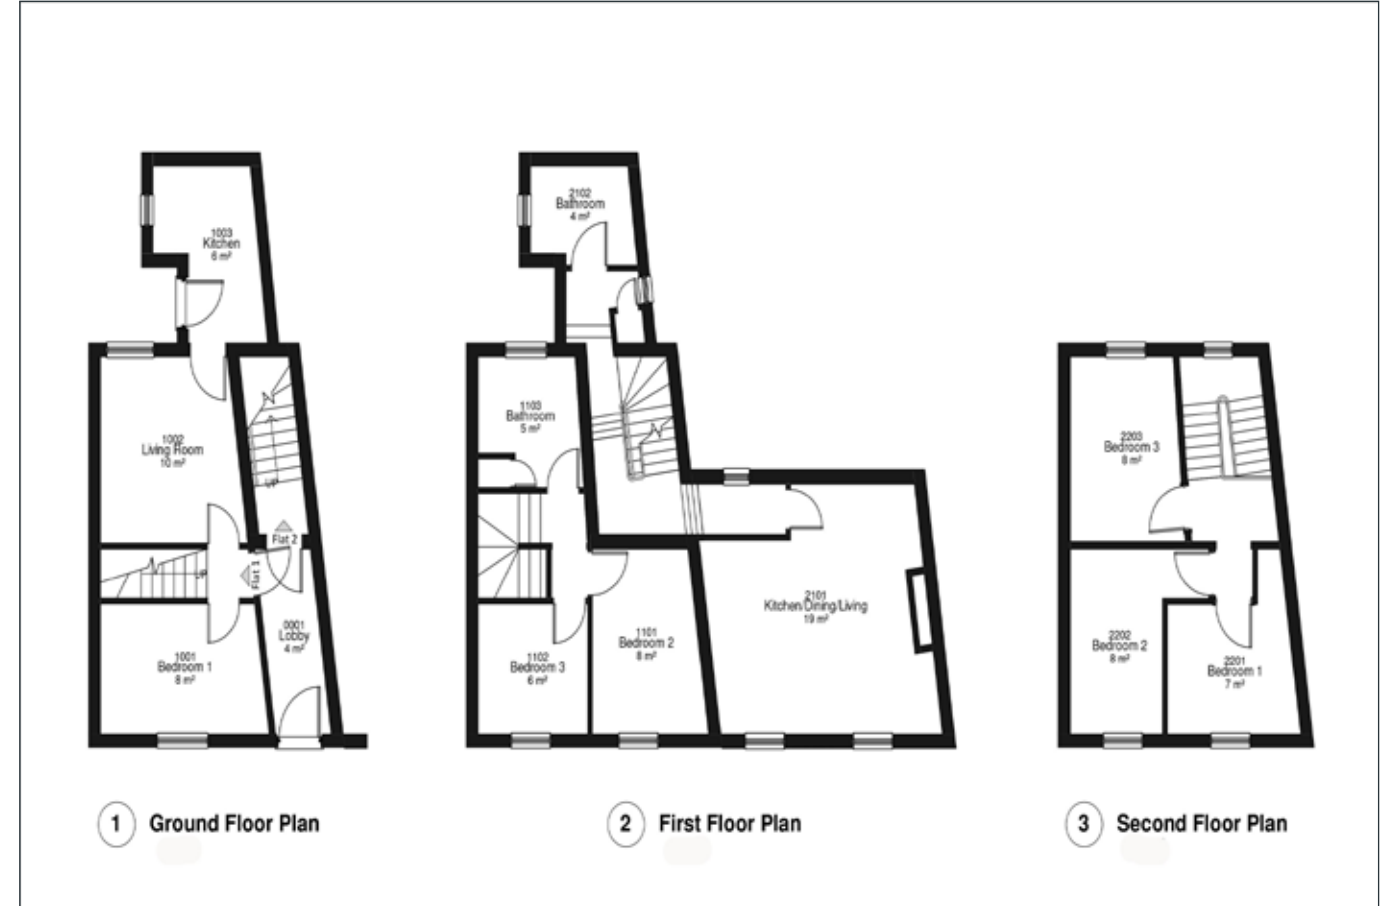 1003
Kitchen
6 m²
1002
Living Room
10 m²
UP
Flat 2
UP
Flat 1
0001
Lobby
4 m²
1001
Bedroom 1
8 m²
1 Ground Floor Plan
2102
Bathroom
4 m²
1103
Bathroom
5 m²
2101
Kitchen/Dining/Living
19 m²
1101
Bedroom 2
8 m²
1102
Bedroom 3
6 m²
2 First Floor Plan
2203
Bedroom 3
8 m²
2202
Bedroom 2
8 m²
2201
Bedroom 1
7 m²
3 Second Floor Plan